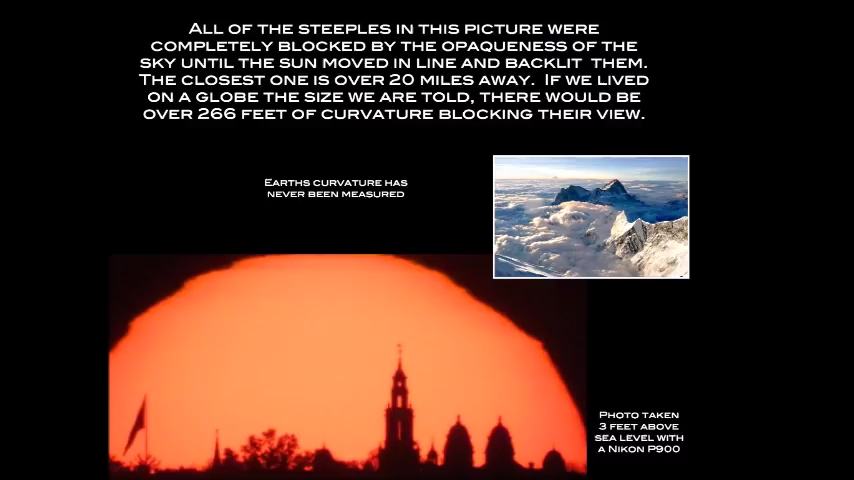 ALL OF THE STEEPLES IN THIS PICTURE WERE
COMPLETELY BLOCKED BY THE OPAQUENESS OF THE
SKY UNTIL THE SUN MOVED IN LINE AND BACKLIT THEM.
THE CLOSEST ONE IS OVER 20 MILES AWAY. IF WE LIVED
ON A GLOBE THE SIZE WE ARE TOLD, THERE WOULD BE
OVER 266 FEET OF CURVATURE BLOCKING THEIR VIEW.
EARTHS CURVATURE HAS
NEVER BEEN MEASURED
PHOTO TAKEN
3 FEET ABOVE
SEA LEVEL WITH
A NIKON P900